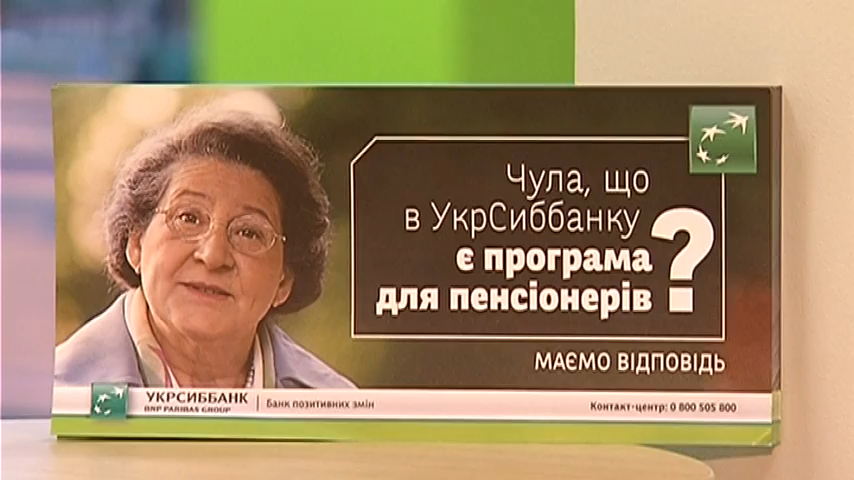 Чула, що
в УкрСиббанку
є програма
для пенсіонерів
?
МАЄМО ВІДПОВІДЬ
УКРСИББАНК
BNP PARIBAS GROUP
Банк позитивних змін
Контакт-центр: 0 800 505 800